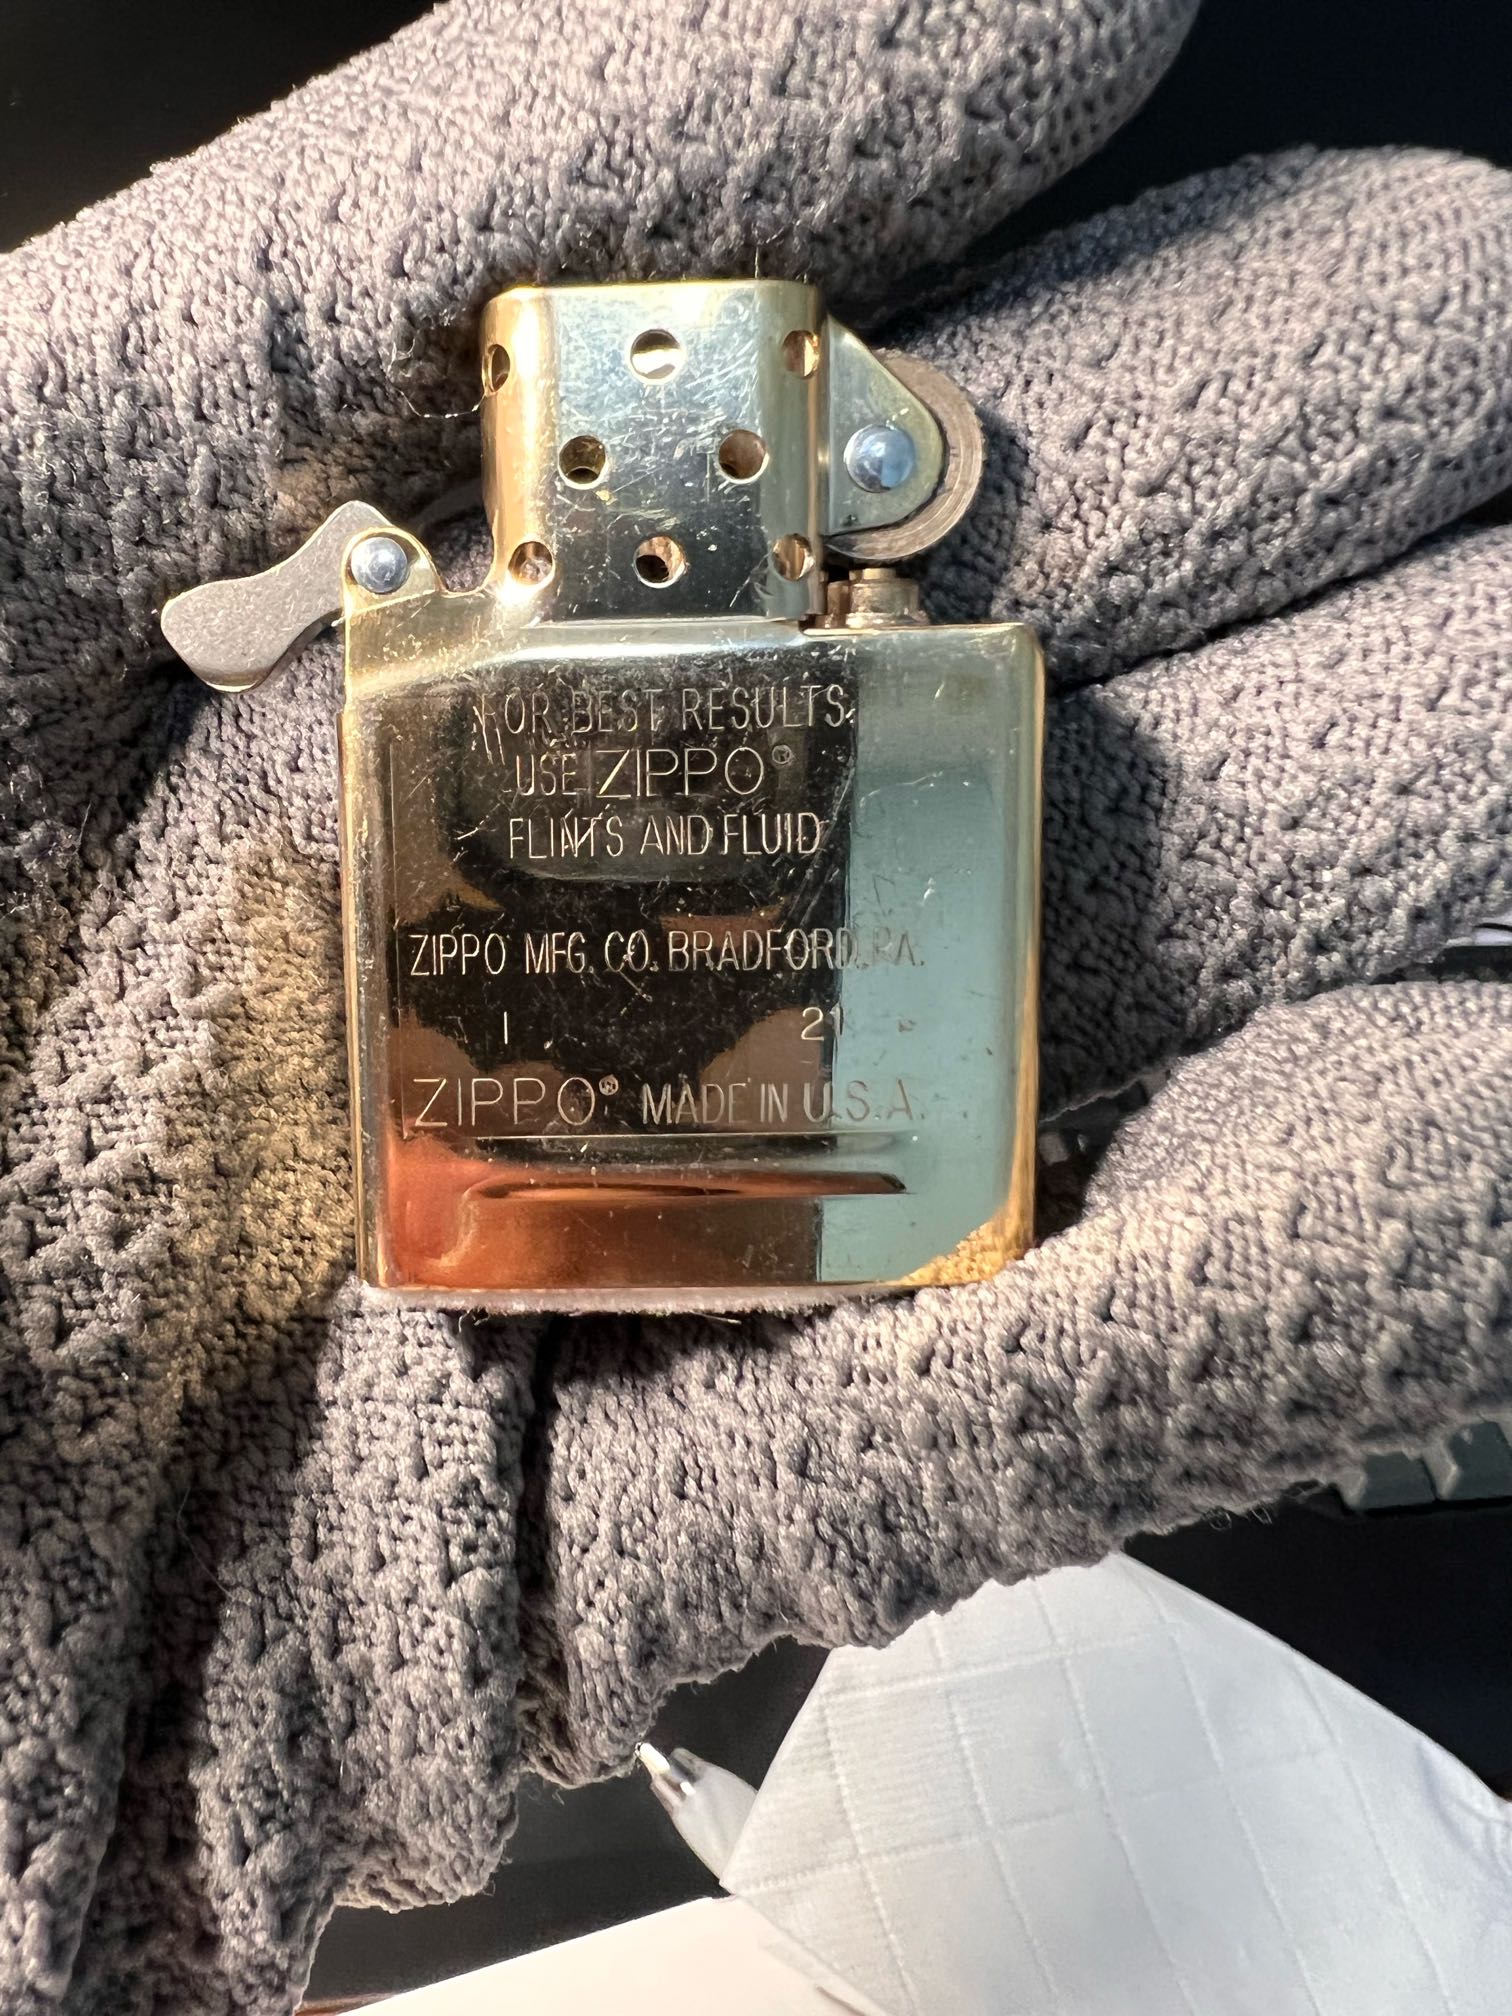 FOR BEST RESULTS
USE ZIPPO®
FLINTS AND FLUID
ZIPPO MFG. CO. BRADFORD, PA.
I 21
ZIPPO® MADE IN U.S.A.